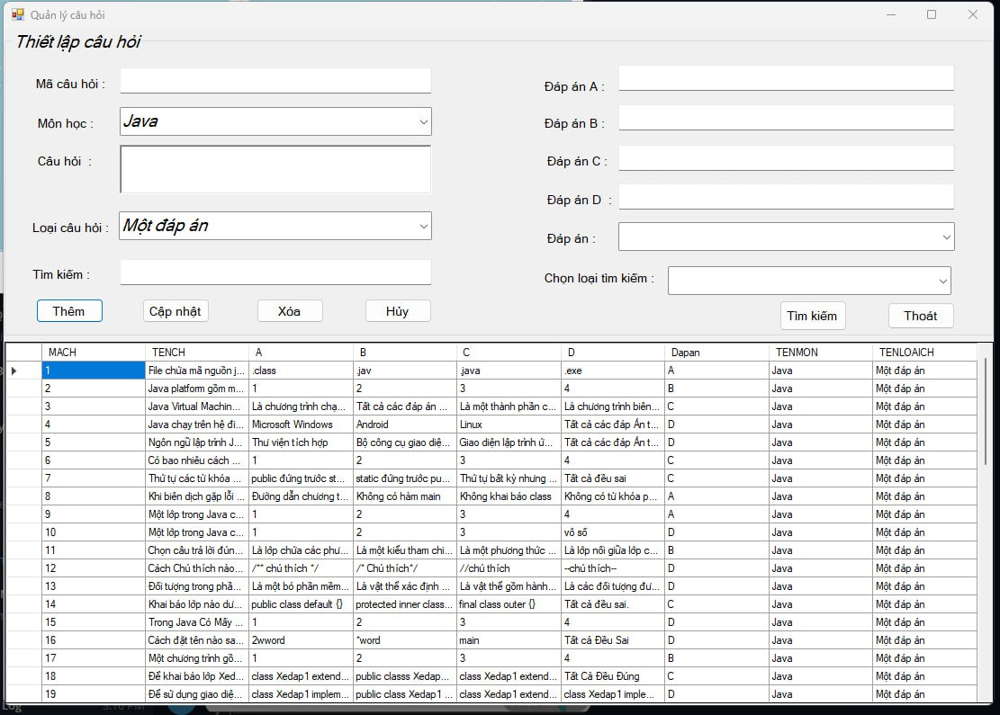 Quản lý câu hỏi
Thiết lập câu hỏi
Mã câu hỏi :
Đáp án A :
Môn học : Java
Đáp án B :
Câu hỏi :
Đáp án C :
Đáp án D :
Loại câu hỏi : Một đáp án
Đáp án :
Tìm kiếm :
Chọn loại tìm kiếm :
Thêm Cập nhật Xóa Hủy Tìm kiếm Thoát
MACH TENCH A B C D Dapan TENMON TENLOAICH
1 File chứa mã nguồn j... .class .jav .java .exe A Java Một đáp án
2 Java platform gồm m... 1 2 3 4 B Java Một đáp án
3 Java Virtual Machin... Là chương trình chạ... Tất cả các đáp án ... Là một thành phần c... Là chương trình biên... C Java Một đáp án
4 Java chạy trên hệ đi... Microsoft Windows Android Linux Tất cả các đáp Án t... D Java Một đáp án
5 Ngôn ngữ lập trình J... Thư viện tích hợp Bộ công cụ giao diệ... Giao diện lập trình ứ... Tất cả các đáp Án t... D Java Một đáp án
6 Có bao nhiêu cách ... 1 2 3 4 C Java Một đáp án
7 Thứ tự các từ khóa ... public đứng trước st... static đứng trước pu... Thứ tự bất kỳ nhưng ... Tất cả đều sai C Java Một đáp án
8 Khi biên dịch gặp lỗi ... Đường dẫn chương t... Không có hàm main Không khai báo class Không có từ khóa p... A Java Một đáp án
9 Một lớp trong Java c... 1 2 3 4 A Java Một đáp án
10 Một lớp trong Java c... 1 2 3 vô số D Java Một đáp án
11 Chọn câu trả lời đún... Là lớp chứa các phư... Là một kiểu tham chi... Là một phương thức ... Là lớp nối giữa lớp c... B Java Một đáp án
12 Cách Chú thích nào... /** chú thích */ /* Chú thích*/ //chú thích --chú thích-- D Java Một đáp án
13 Đối tượng trong phầ... Là một bó phần mềm... Là vật thể xác định ... Là vật thể gồm hành... Là các đối tượng đư... D Java Một đáp án
14 Khai báo lớp nào dư... public class default {} protected inner class... final class outer {} Tất cả đều sai. C Java Một đáp án
15 Trong Java Có Mấy ... 1 2 3 4 D Java Một đáp án
16 Cách đặt tên nào sa... 2wword *word main Tất cả Đều Sai D Java Một đáp án
17 Một chương trình gồ... 1 2 3 4 B Java Một đáp án
18 Để khai báo lớp Xed... class Xedap1 extend... public classs Xedap... class Xedap1 extend... Tất Cả Đều Đúng C Java Một đáp án
19 Để sử dụng giao diệ... class Xedap1 implem... public class Xedap1 ... class Xedap1 extend... class Xedap1 imple... D Java Một đáp án
Log 3:16 PM